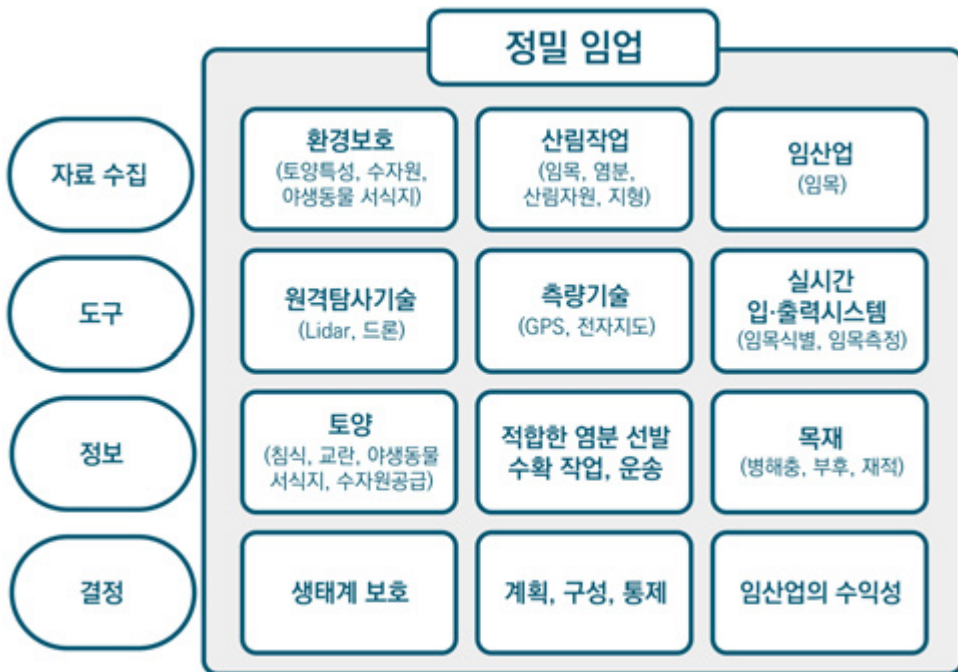 정밀 임업
자료 수집
환경보호
(토양특성, 수자원,
야생동물 서식지)
산림작업
(임목, 염분,
산림자원, 지형)
임산업
(임목)
도구
원격탐사기술
(Lidar, 드론)
측량기술
(GPS, 전자지도)
실시간
입·출력시스템
(임목식별, 임목측정)
정보
토양
(침식, 교란, 야생동물
서식지, 수자원공급)
적합한 염분 선발
수확 작업, 운송
목재
(병해충, 부후, 재적)
결정
생태계 보호
계획, 구성, 통제
임산업의 수익성